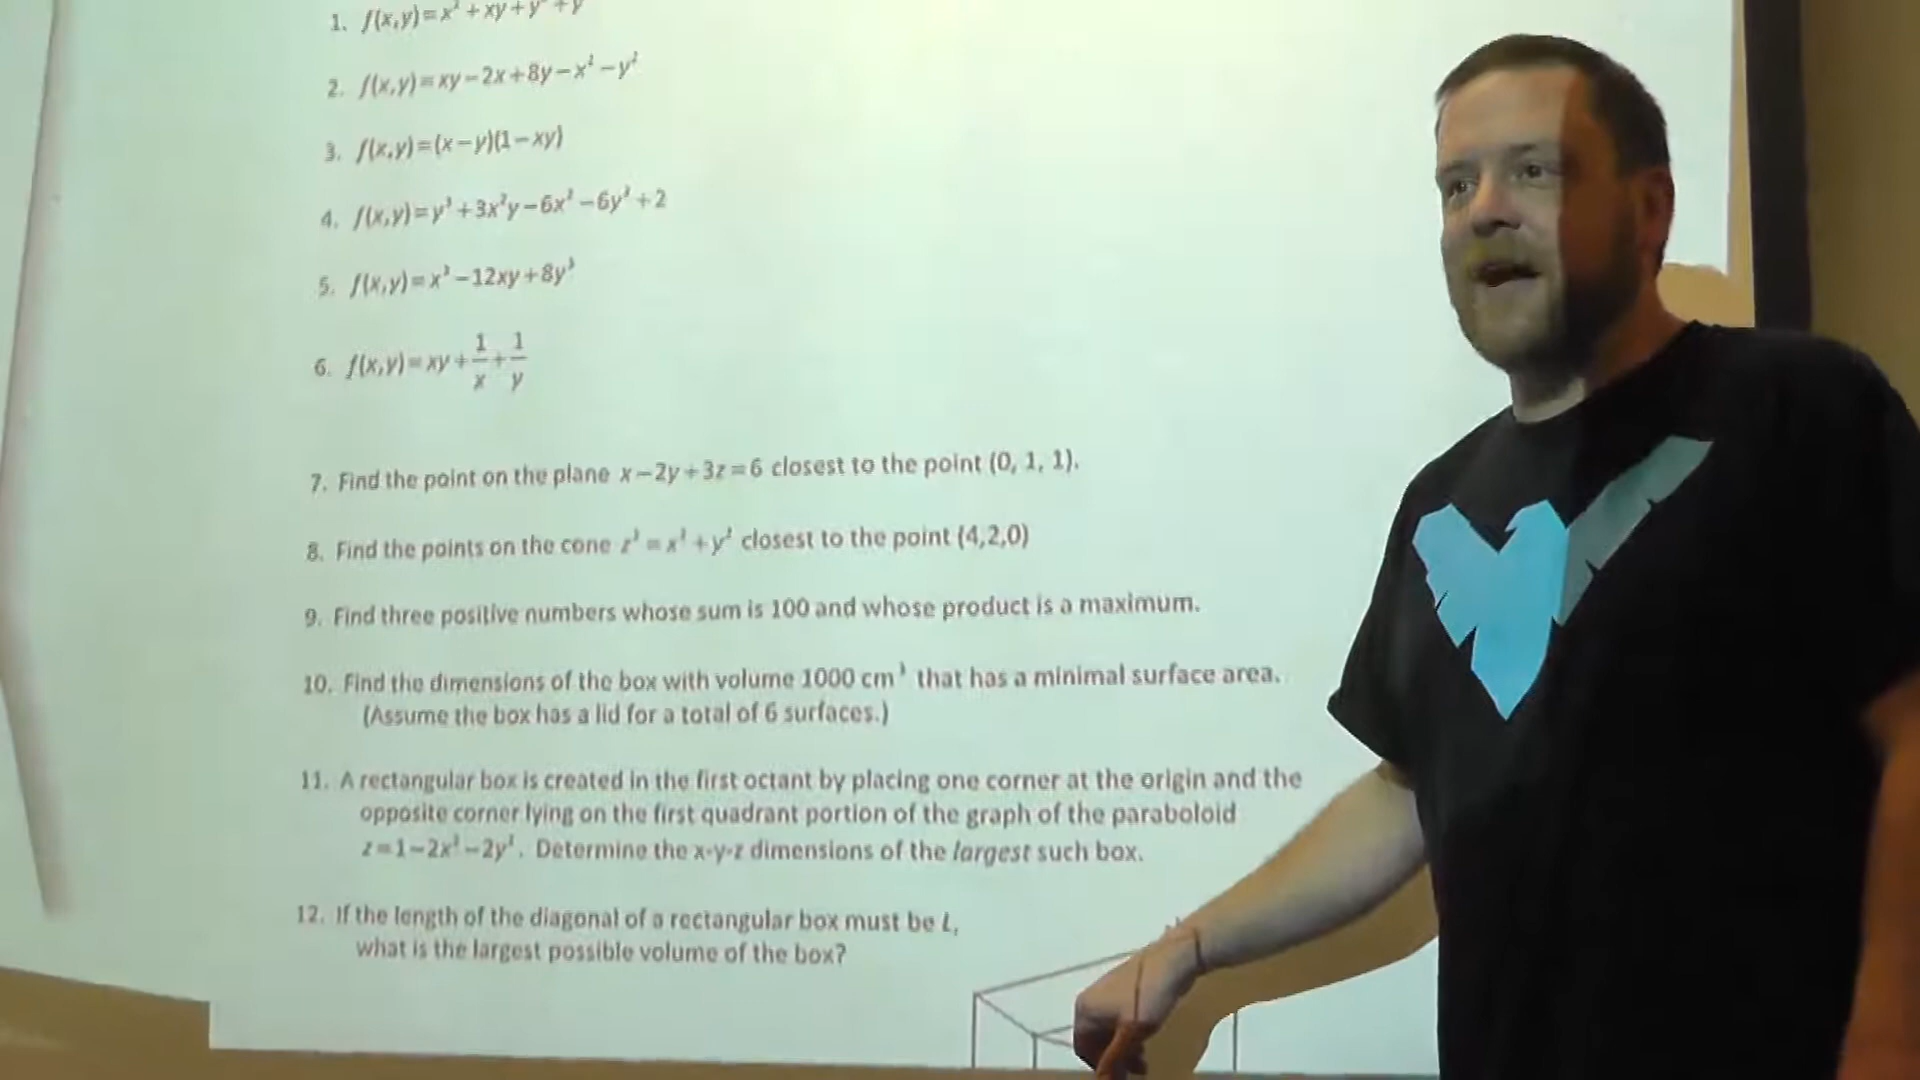 1. f(x,y)=x²+xy+y²+y
2. f(x,y)=xy-2x+8y-x²-y²
3. f(x,y)=(x-y)(1-xy)
4. f(x,y)=y³+3x²y-6x²-6y²+2
5. f(x,y)=x³-12xy+8y³
6. f(x,y)=xy+1/x+1/y
7. Find the point on the plane x-2y+3z=6 closest to the point (0, 1, 1).
8. Find the points on the cone z²=x²+y² closest to the point (4,2,0)
9. Find three positive numbers whose sum is 100 and whose product is a maximum.
10. Find the dimensions of the box with volume 1000 cm³ that has a minimal surface area.
(Assume the box has a lid for a total of 6 surfaces.)
11. A rectangular box is created in the first octant by placing one corner at the origin and the
opposite corner lying on the first quadrant portion of the graph of the paraboloid
z=1-2x²-2y². Determine the x-y-z dimensions of the largest such box.
12. If the length of the diagonal of a rectangular box must be L,
what is the largest possible volume of the box?